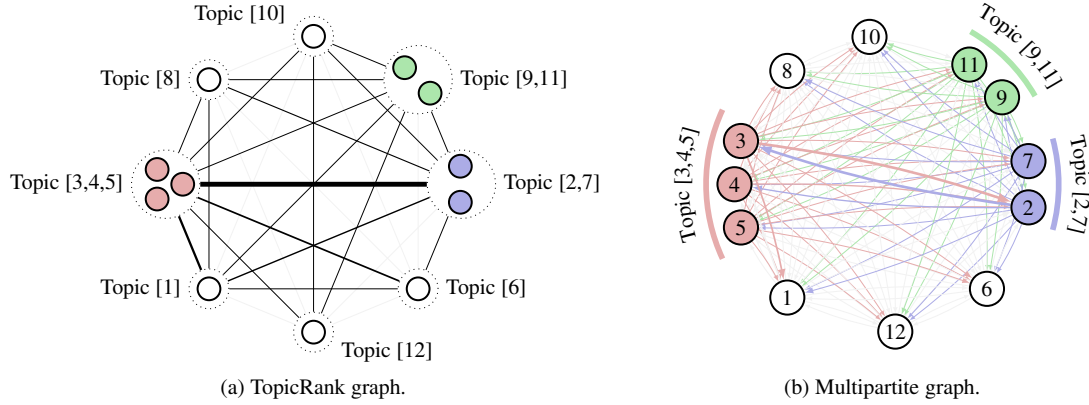 Topic [10]
Topic [8]
Topic [9,11]
Topic [3,4,5]
Topic [2,7]
Topic [1]
Topic [6]
Topic [12]
(a) TopicRank graph.
10
8
11
9
Topic [9,11]
3
4
5
Topic [3,4,5]
7
2
Topic [2,7]
1
6
12
(b) Multipartite graph.